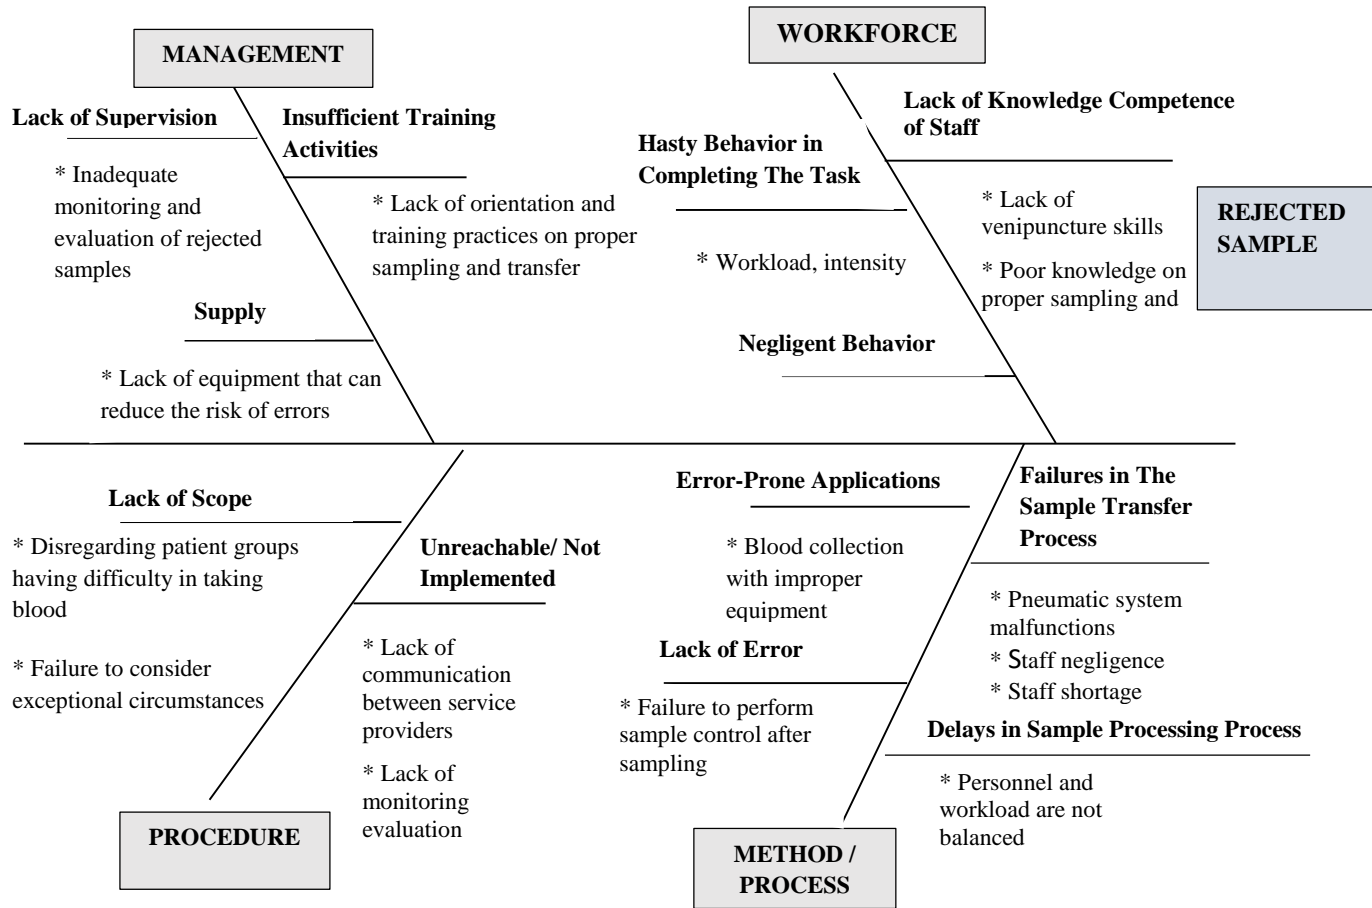 MANAGEMENT
WORKFORCE
Lack of Supervision
* Inadequate
monitoring and
evaluation of rejected
samples
Insufficient Training
Activities
* Lack of orientation and
training practices on proper
sampling and transfer
Supply
* Lack of equipment that can
reduce the risk of errors
Hasty Behavior in
Completing The Task
* Workload, intensity
Lack of Knowledge Competence
of Staff
* Lack of
venipuncture skills
* Poor knowledge on
proper sampling and
Negligent Behavior
REJECTED
SAMPLE
Lack of Scope
* Disregarding patient groups
having difficulty in taking
blood
* Failure to consider
exceptional circumstances
Unreachable/ Not
Implemented
* Lack of
communication
between service
providers
* Lack of
monitoring
evaluation
PROCEDURE
Error-Prone Applications
* Blood collection
with improper
equipment
Lack of Error
* Failure to perform
sample control after
sampling
Failures in The
Sample Transfer
Process
* Pneumatic system
malfunctions
* Staff negligence
* Staff shortage
Delays in Sample Processing Process
* Personnel and
workload are not
balanced
METHOD /
PROCESS